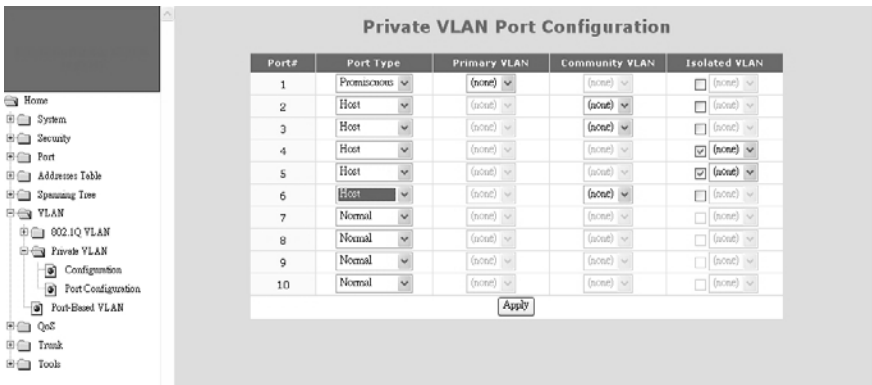 Private VLAN Port Configuration
Port# Port Type Primary VLAN Community VLAN Isolated VLAN
1 Promiscuous (none) (none) (none)
2 Host (none) (none) (none)
3 Host (none) (none) (none)
4 Host (none) (none) (none)
5 Host (none) (none) (none)
6 Host (none) (none) (none)
7 Normal (none) (none) (none)
8 Normal (none) (none) (none)
9 Normal (none) (none) (none)
10 Normal (none) (none) (none)
Apply
Home
System
Security
Port
Addresses Table
Spanning Tree
VLAN
802.1Q VLAN
Private VLAN
Configuration
Port Configuration
Port-Based VLAN
QoS
Trunk
Tools